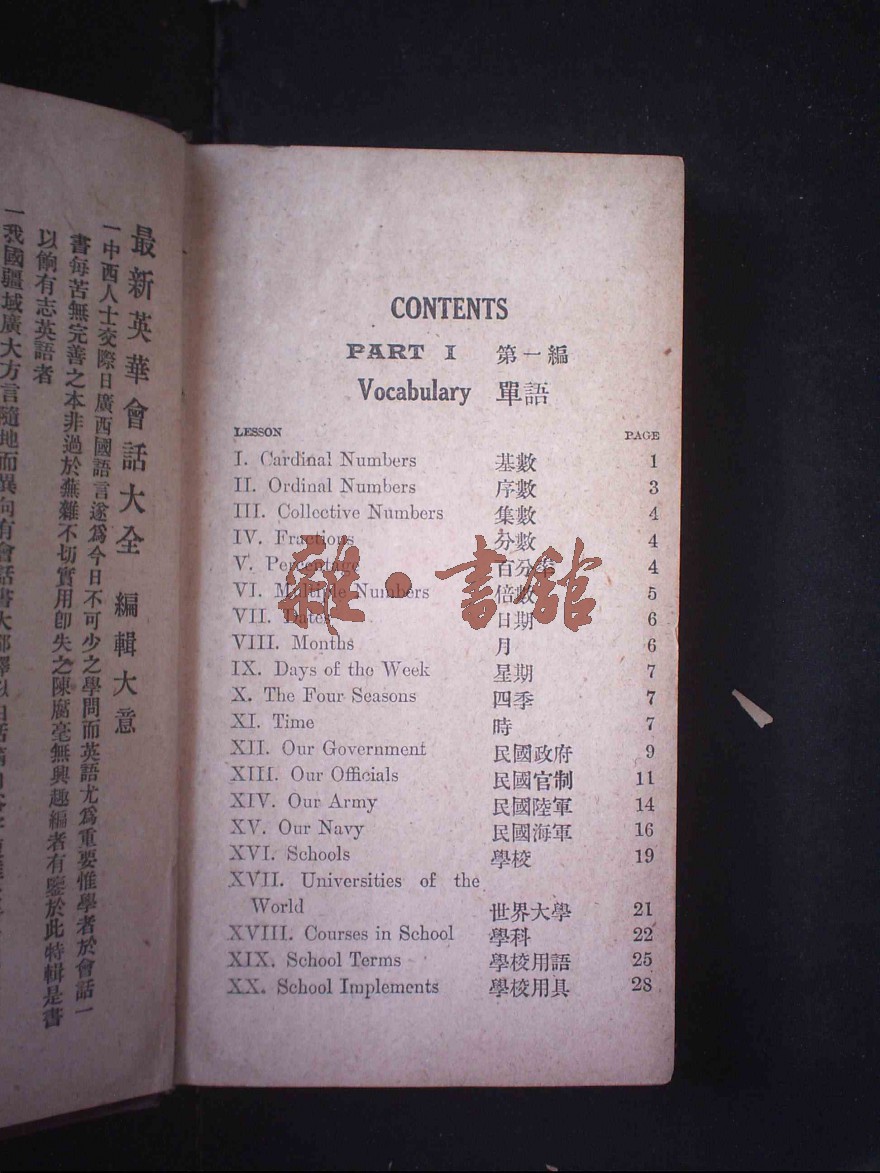 最新英華會話大全 編輯大意
一中西人士交際日廣西國語言遂爲今日不可少之學問而英語尤爲重要惟學者於會話一
書每苦無完善之本非過於蕪雜不切實用卽失之陳腐毫無興趣編者有鑒於此特輯是書
以餉有志英語者
一我國疆域廣大方言隨地而異向有會話書大都譯以
CONTENTS
PART I 第一編
Vocabulary 單語
LESSON PAGE
I. Cardinal Numbers 基數 1
II. Ordinal Numbers 序數 3
III. Collective Numbers 集數 4
IV. Fractions 分數 4
V. Percentage 百分率 4
VI. Multiple Numbers 倍數 5
VII. Dates 日期 6
VIII. Months 月 6
IX. Days of the Week 星期 7
X. The Four Seasons 四季 7
XI. Time 時 7
XII. Our Government 民國政府 9
XIII. Our Officials 民國官制 11
XIV. Our Army 民國陸軍 14
XV. Our Navy 民國海軍 16
XVI. Schools 學校 19
XVII. Universities of the
World 世界大學 21
XVIII. Courses in School 學科 22
XIX. School Terms 學校用語 25
XX. School Implements 學校用具 28
雜·書館